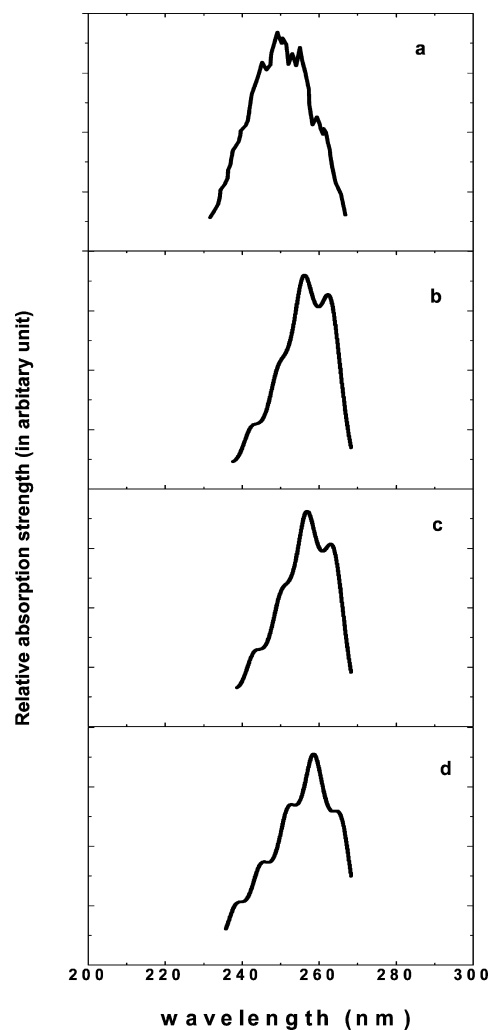 a
b
c
d
Relative absorption strength (in arbitary unit)
200 220 240 260 280 300
wavelength (nm)